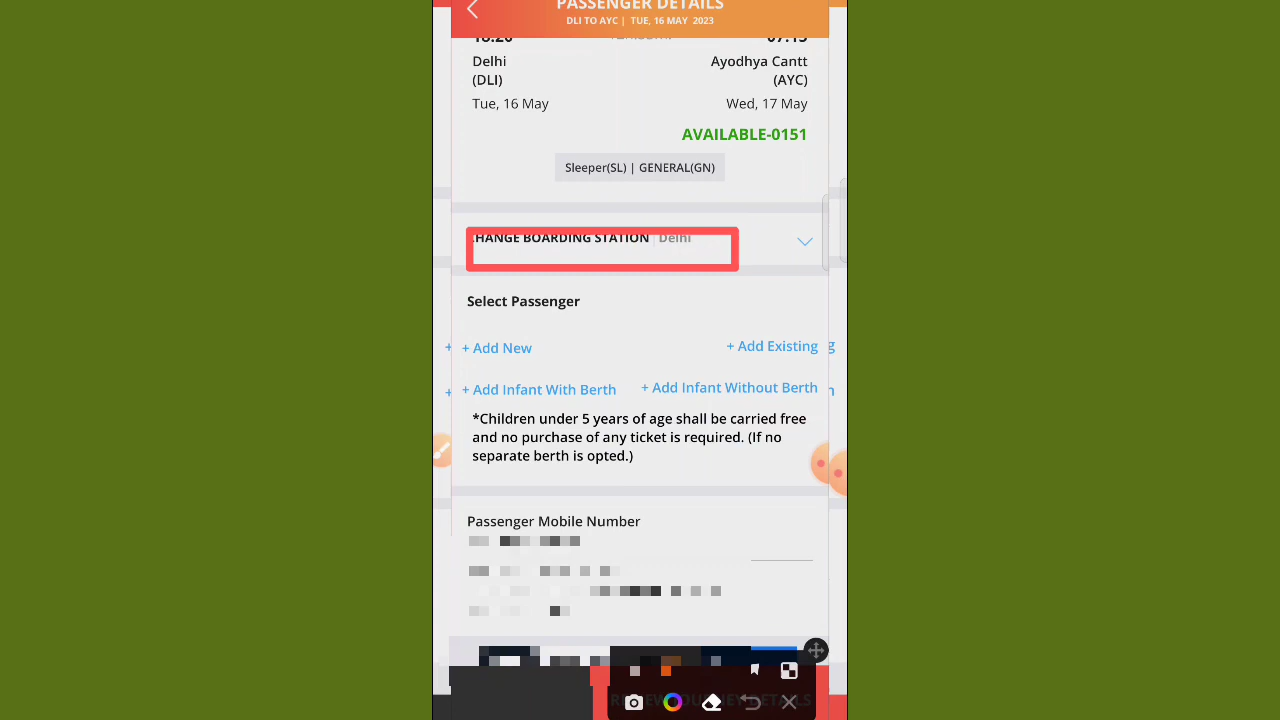 PASSENGER DETAILS
DLI TO AYC | TUE, 16 MAY 2023
Delhi
Ayodhya Cantt
(DLI)
(AYC)
Tue, 16 May
Wed, 17 May
AVAILABLE-0151
Sleeper(SL) | GENERAL(GN)
HANGE BOARDING STATION | Delhi
Select Passenger
+ Add New
+ Add Existing
+ Add Infant With Berth
+ Add Infant Without Berth
*Children under 5 years of age shall be carried free
and no purchase of any ticket is required. (If no
separate berth is opted.)
Passenger Mobile Number